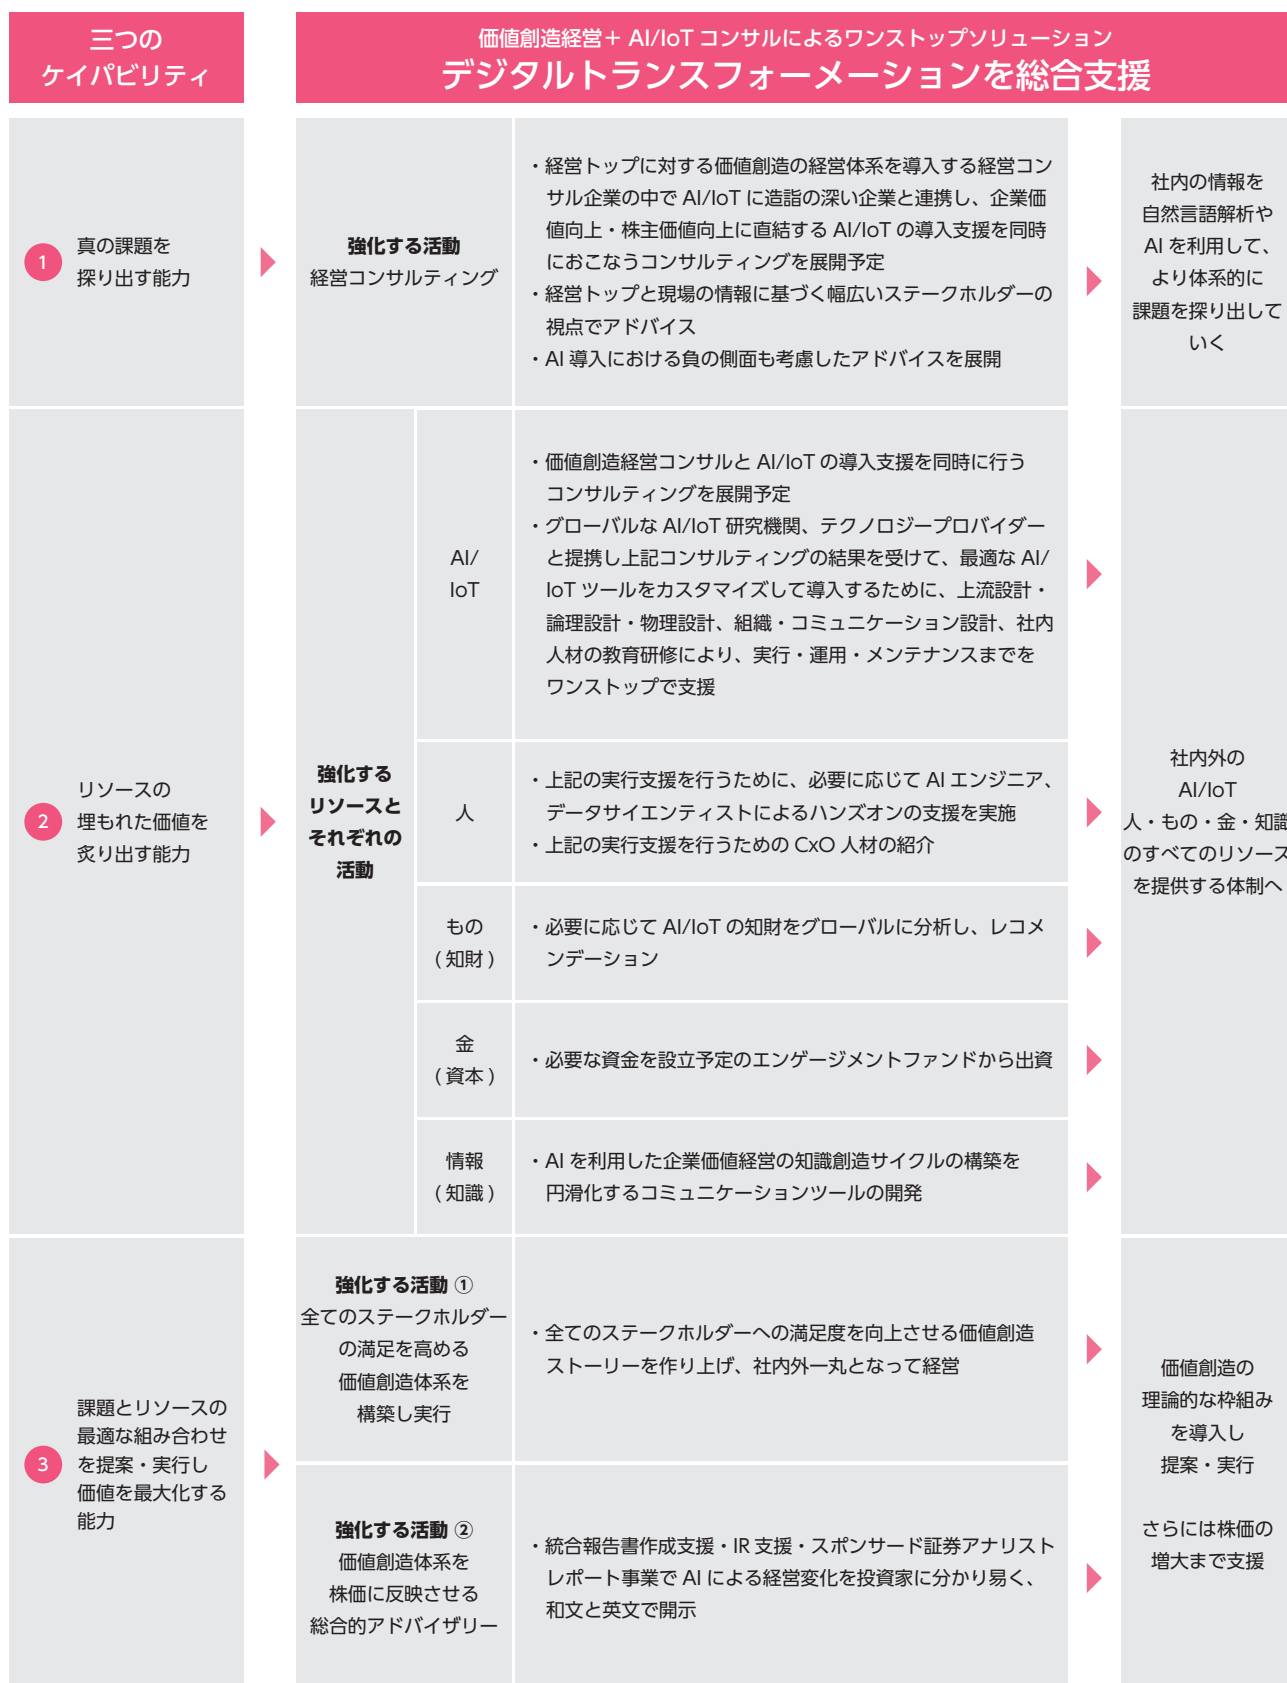 三つの
ケイパビリティ
価値創造経営＋ AI/IoT コンサルによるワンストップソリューション
デジタルトランスフォーメーションを総合支援
1
真の課題を
探り出す能力
強化する活動
経営コンサルティング
・経営トップに対する価値創造の経営体系を導入する経営コン
サル企業の中で AI/IoT に造詣の深い企業と連携し、企業価
値向上・株主価値向上に直結する AI/IoT の導入支援を同時
におこなうコンサルティングを展開予定
・経営トップと現場の情報に基づく幅広いステークホルダーの
視点でアドバイス
・AI 導入における負の側面も考慮したアドバイスを展開
社内の情報を
自然言語解析や
AI を利用して、
より体系的に
課題を探り出して
いく
2
リソースの
埋もれた価値を
炙り出す能力
強化する
リソースと
それぞれの
活動
AI/
IoT
・価値創造経営コンサルと AI/IoT の導入支援を同時に行う
コンサルティングを展開予定
・グローバルな AI/IoT 研究機関、テクノロジープロバイダー
と提携し上記コンサルティングの結果を受けて、最適な AI/
IoT ツールをカスタマイズして導入するために、上流設計・
論理設計・物理設計、組織・コミュニケーション設計、社内
人材の教育研修により、実行・運用・メンテナンスまでを
ワンストップで支援
人
・上記の実行支援を行うために、必要に応じて AI エンジニア、
データサイエンティストによるハンズオンの支援を実施
・上記の実行支援を行うための CxO 人材の紹介
もの
( 知財 )
・必要に応じて AI/IoT の知財をグローバルに分析し、レコメ
ンデーション
金
( 資本 )
・必要な資金を設立予定のエンゲージメントファンドから出資
情報
( 知識 )
・AI を利用した企業価値経営の知識創造サイクルの構築を
円滑化するコミュニケーションツールの開発
社内外の
AI/IoT
人・もの・金・知識
のすべてのリソース
を提供する体制へ
3
課題とリソースの
最適な組み合わせ
を提案・実行し
価値を最大化する
能力
強化する活動 ①
全てのステークホルダー
の満足を高める
価値創造体系を
構築し実行
・全てのステークホルダーへの満足度を向上させる価値創造
ストーリーを作り上げ、社内外一丸となって経営
強化する活動 ②
価値創造体系を
株価に反映させる
総合的アドバイザリー
・統合報告書作成支援・IR 支援・スポンサード証券アナリスト
レポート事業で AI による経営変化を投資家に分かり易く、
和文と英文で開示
価値創造の
理論的な枠組み
を導入し
提案・実行
さらには株価の
増大まで支援